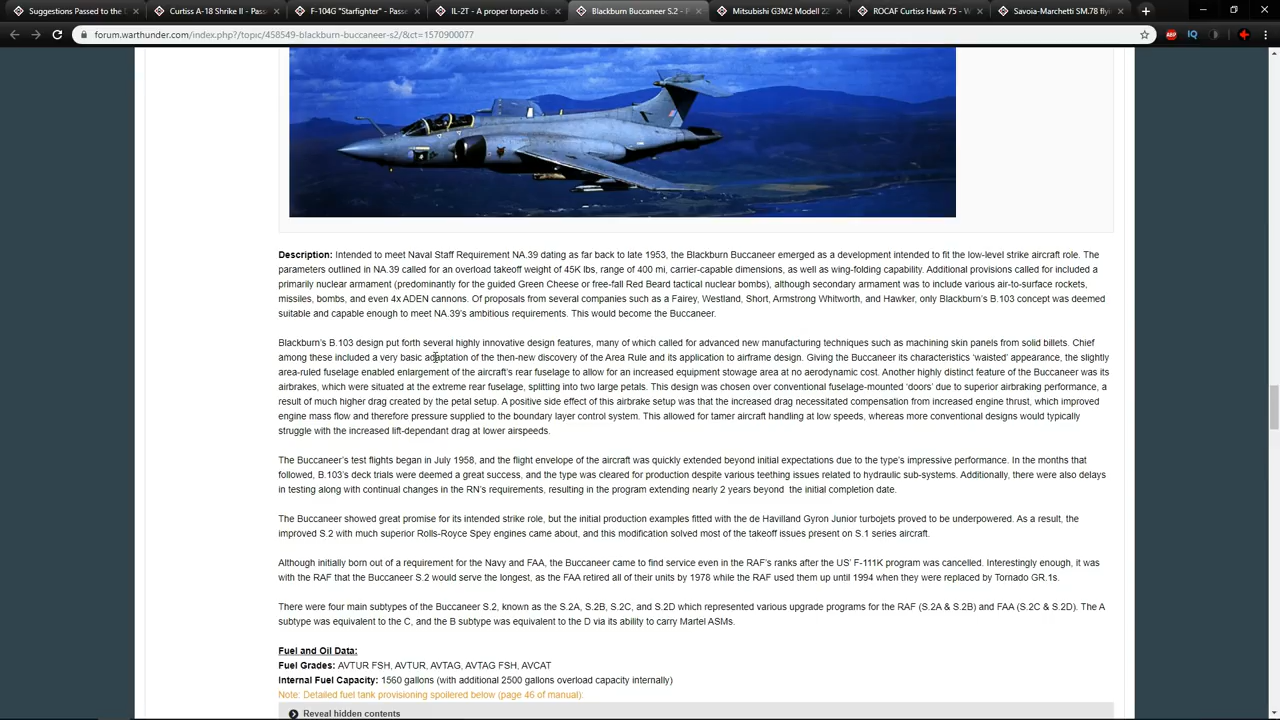 Suggestions Passed to the D
Curtiss A-18 Shrike II - Passed
F-104G "Starfighter" - Passed
IL-2T - A proper torpedo bo
Blackburn Buccaneer S.2 - P
Mitsubishi G3M2 Modell 22
ROCAF Curtiss Hawk 75 - W
Savoia-Marchetti SM.78 flyi
forum.warthunder.com/index.php?/topic/458549-blackburn-buccaneer-s2/&ct=1570900077
ABP
IQ
Description: Intended to meet Naval Staff Requirement NA.39 dating as far back to late 1953, the Blackburn Buccaneer emerged as a development intended to fit the low-level strike aircraft role. The
parameters outlined in NA.39 called for an overload takeoff weight of 45K lbs, range of 400 mi, carrier-capable dimensions, as well as wing-folding capability. Additional provisions called for included a
primarily nuclear armament (predominantly for the guided Green Cheese or free-fall Red Beard tactical nuclear bombs), although secondary armament was to include various air-to-surface rockets,
missiles, bombs, and even 4x ADEN cannons. Of proposals from several companies such as a Fairey, Westland, Short, Armstrong Whitworth, and Hawker, only Blackburn's B.103 concept was deemed
suitable and capable enough to meet NA.39's ambitious requirements. This would become the Buccaneer.
Blackburn's B.103 design put forth several highly innovative design features, many of which called for advanced new manufacturing techniques such as machining skin panels from solid billets. Chief
among these included a very basic adaptation of the then-new discovery of the Area Rule and its application to airframe design. Giving the Buccaneer its characteristics 'waisted' appearance, the slightly
area-ruled fuselage enabled enlargement of the aircraft's rear fuselage to allow for an increased equipment stowage area at no aerodynamic cost. Another highly distinct feature of the Buccaneer was its
airbrakes, which were situated at the extreme rear fuselage, splitting into two large petals. This design was chosen over conventional fuselage-mounted 'doors' due to superior airbraking performance, a
result of much higher drag created by the petal setup. A positive side effect of this airbrake setup was that the increased drag necessitated compensation from increased engine thrust, which improved
engine mass flow and therefore pressure supplied to the boundary layer control system. This allowed for tamer aircraft handling at low speeds, whereas more conventional designs would typically
struggle with the increased lift-dependant drag at lower airspeeds.
The Buccaneer's test flights began in July 1958, and the flight envelope of the aircraft was quickly extended beyond initial expectations due to the type's impressive performance. In the months that
followed, B.103's deck trials were deemed a great success, and the type was cleared for production despite various teething issues related to hydraulic sub-systems. Additionally, there were also delays
in testing along with continual changes in the RN's requirements, resulting in the program extending nearly 2 years beyond the initial completion date.
The Buccaneer showed great promise for its intended strike role, but the initial production examples fitted with the de Havilland Gyron Junior turbojets proved to be underpowered. As a result, the
improved S.2 with much superior Rolls-Royce Spey engines came about, and this modification solved most of the takeoff issues present on S.1 series aircraft.
Although initially born out of a requirement for the Navy and FAA, the Buccaneer came to find service even in the RAF's ranks after the US' F-111K program was cancelled. Interestingly enough, it was
with the RAF that the Buccaneer S.2 would serve the longest, as the FAA retired all of their units by 1978 while the RAF used them up until 1994 when they were replaced by Tornado GR.1s.
There were four main subtypes of the Buccaneer S.2, known as the S.2A, S.2B, S.2C, and S.2D which represented various upgrade programs for the RAF (S.2A & S.2B) and FAA (S.2C & S.2D). The A
subtype was equivalent to the C, and the B subtype was equivalent to the D via its ability to carry Martel ASMs.
Fuel and Oil Data:
Fuel Grades: AVTUR FSH, AVTUR, AVTAG, AVTAG FSH, AVCAT
Internal Fuel Capacity: 1560 gallons (with additional 2500 gallons overload capacity internally)
Note: Detailed fuel tank provisioning spoilered below (page 46 of manual):
Reveal hidden contents